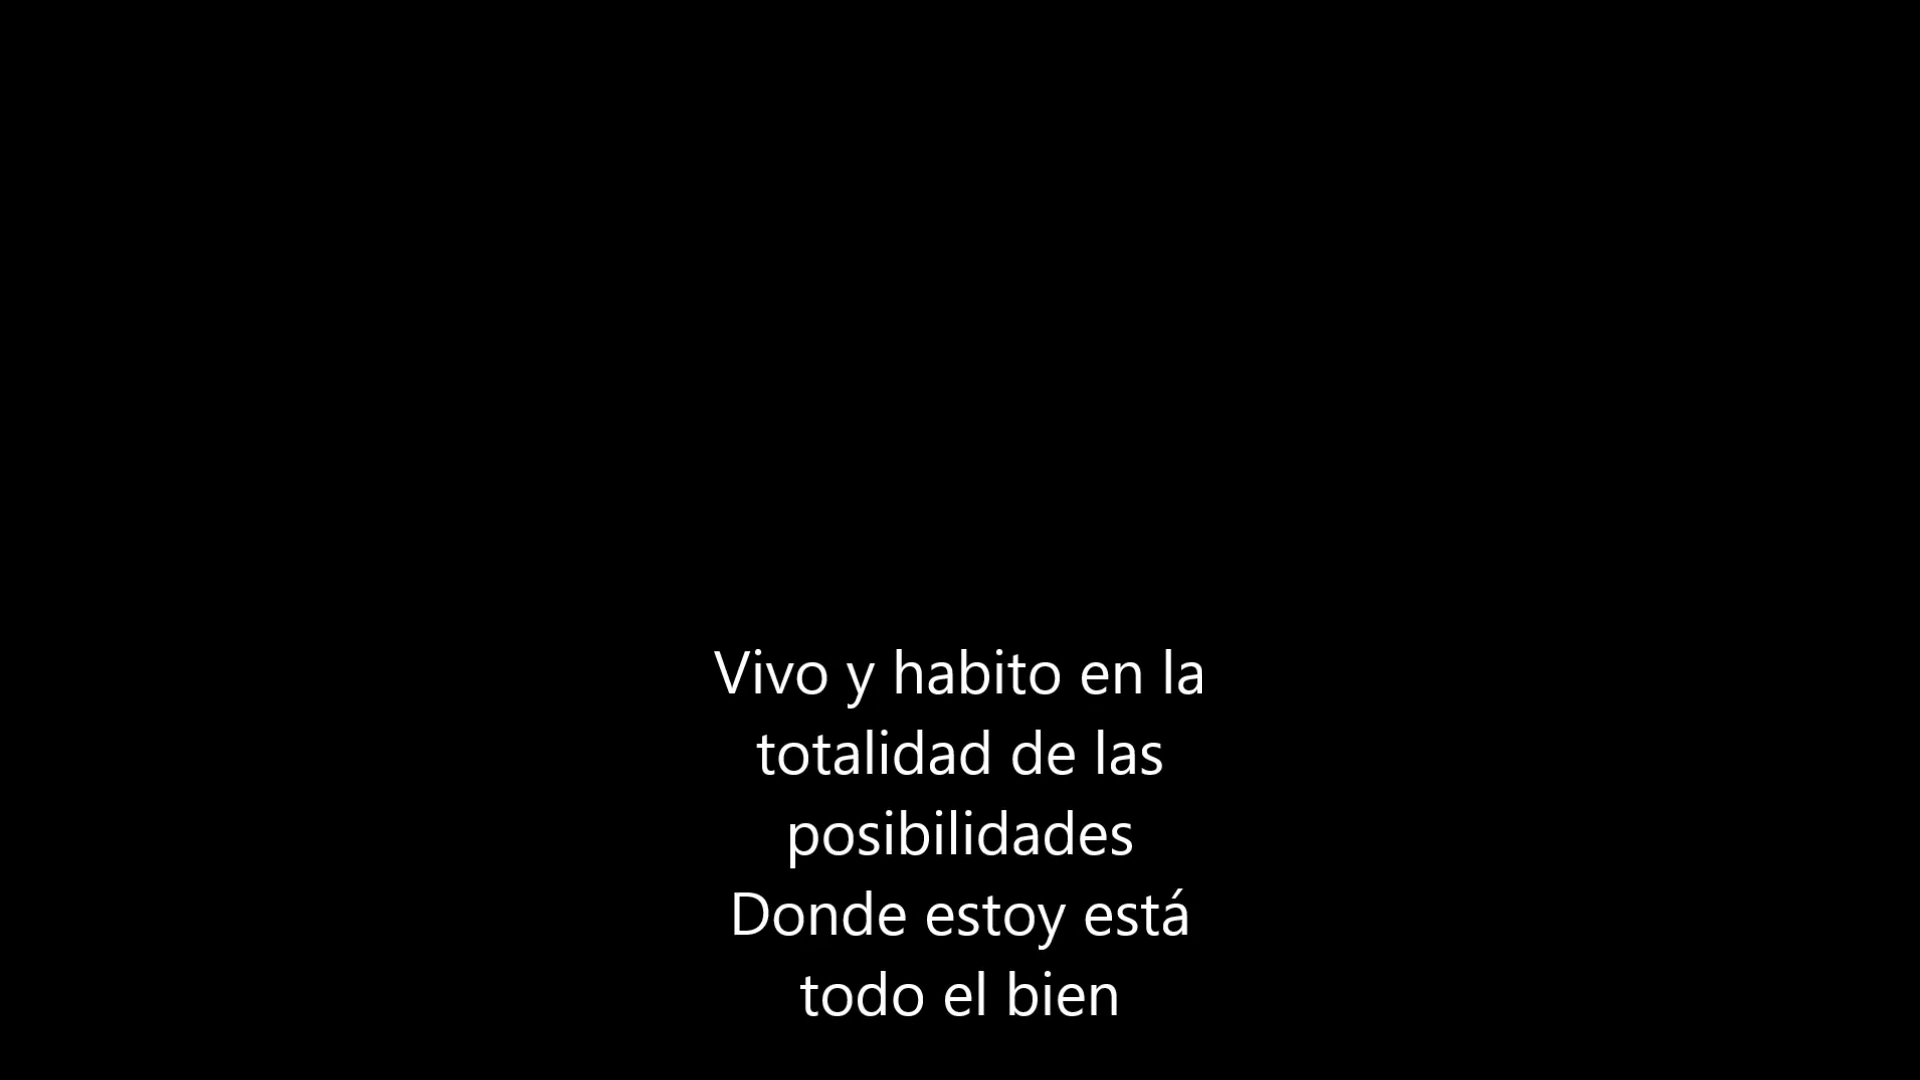 Vivo y habito en la
totalidad de las
posibilidades
Donde estoy está
todo el bien